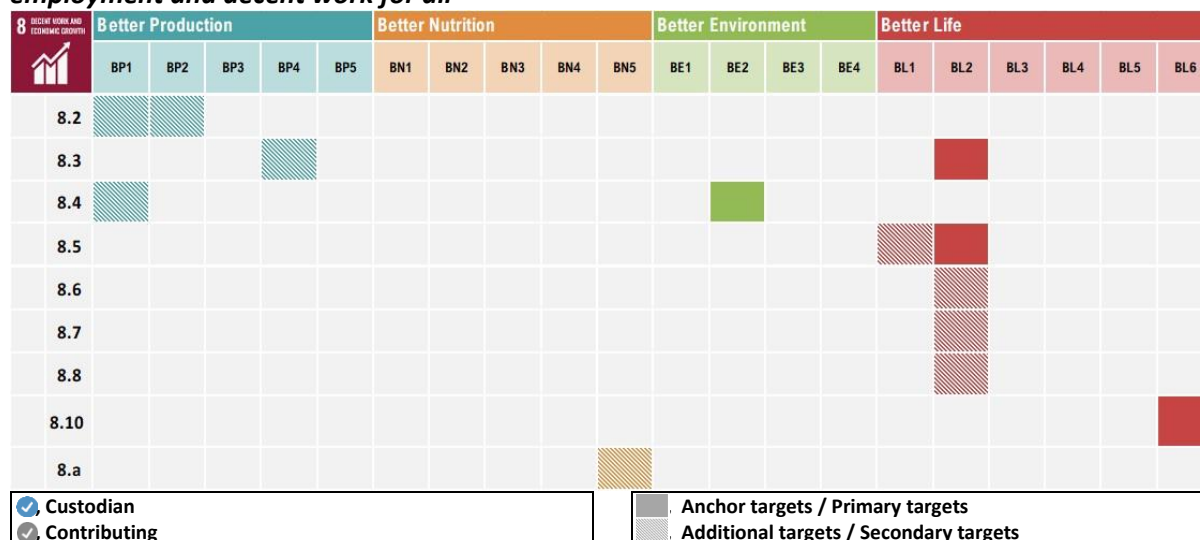 employment and decent work for all
8 DECENT WORK AND ECONOMIC GROWTH
Better Production Better Nutrition Better Environment Better Life
BP1 BP2 BP3 BP4 BP5 BN1 BN2 BN3 BN4 BN5 BE1 BE2 BE3 BE4 BL1 BL2 BL3 BL4 BL5 BL6
8.2
8.3
8.4
8.5
8.6
8.7
8.8
8.10
8.a
, Custodian
, Contributing
. Anchor targets / Primary targets
. Additional targets / Secondary targets